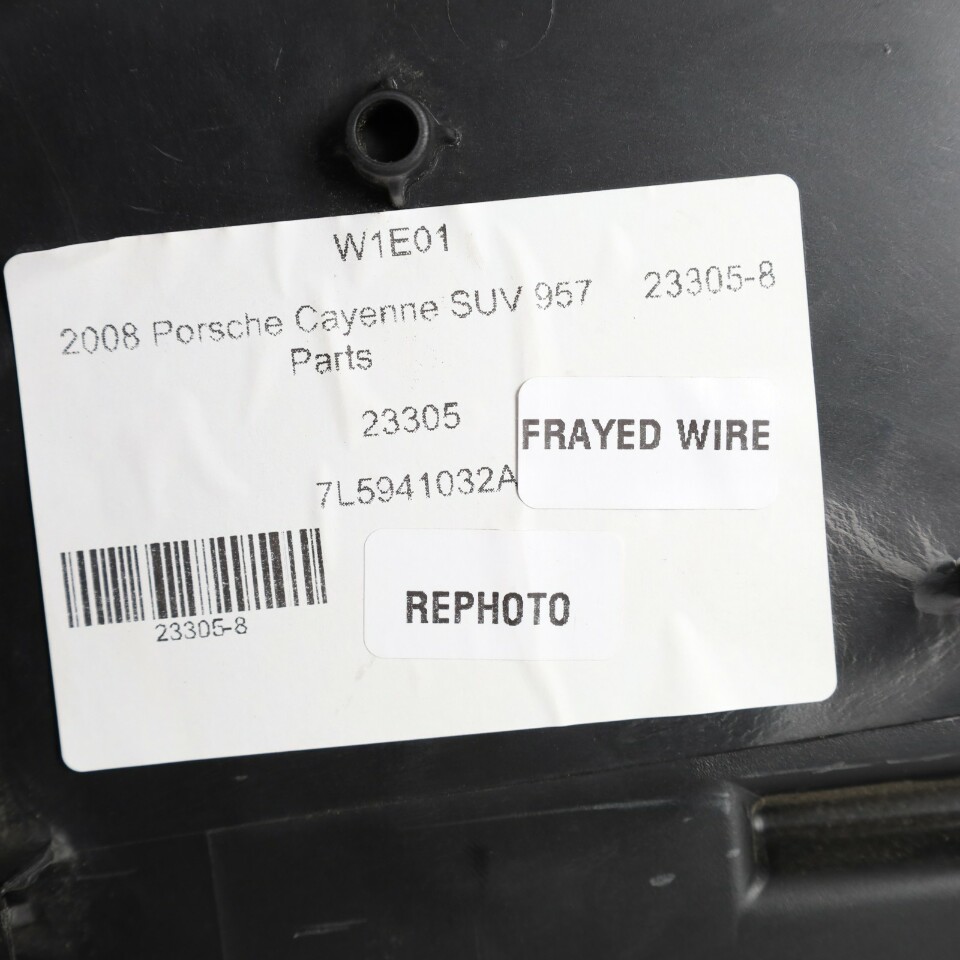 W1E01
2008 Porsche Cayenne SUV 957 23305-8
Parts
23305
FRAYED WIRE
7L5941032A
REPHOTO
23305-8